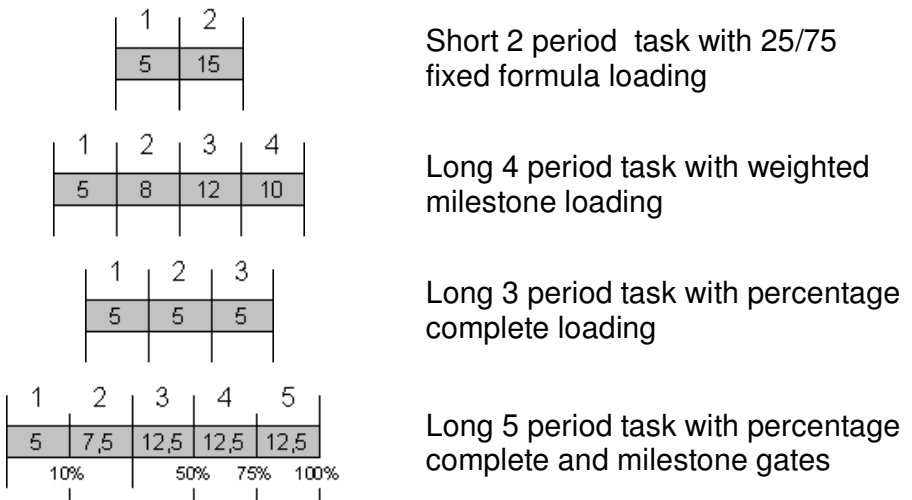 1 2
5 15
Short 2 period task with 25/75
fixed formula loading
1 2 3 4
5 8 12 10
Long 4 period task with weighted
milestone loading
1 2 3
5 5 5
Long 3 period task with percentage
complete loading
1 2 3 4 5
5 7,5 12,5 12,5 12,5
10% 50% 75% 100%
Long 5 period task with percentage
complete and milestone gates